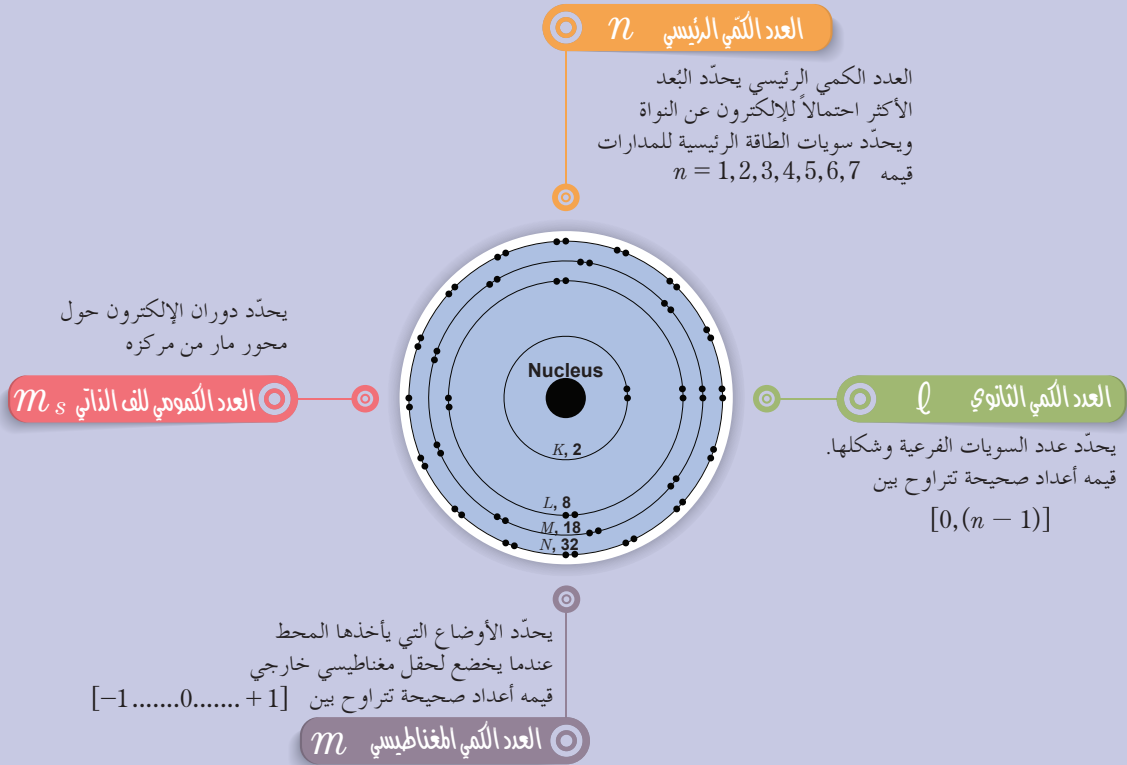 العدد الكمّي الرئيسي n
العدد الكمي الرئيسي يحدّد البُعد
الأكثر احتمالاً للإلكترون عن النواة
ويحدّد سويات الطاقة الرئيسية للمدارات
قيمه n = 1,2,3,4,5,6,7
يحدّد دوران الإلكترون حول
محور مار من مركزه
العدد الكمومي للف الذاتي m s
Nucleus
K, 2
L, 8
M, 18
N, 32
العدد الكمي الثانوي ℓ
يحدّد عدد السويات الفرعية وشكلها.
قيمه أعداد صحيحة تتراوح بين
[0,(n − 1)]
يحدّد الأوضاع التي يأخذها المحط
عندما يخضع لحقل مغناطيسي خارجي
قيمه أعداد صحيحة تتراوح بين [−1.......0.......+1]
العدد الكمي المغناطيسي m